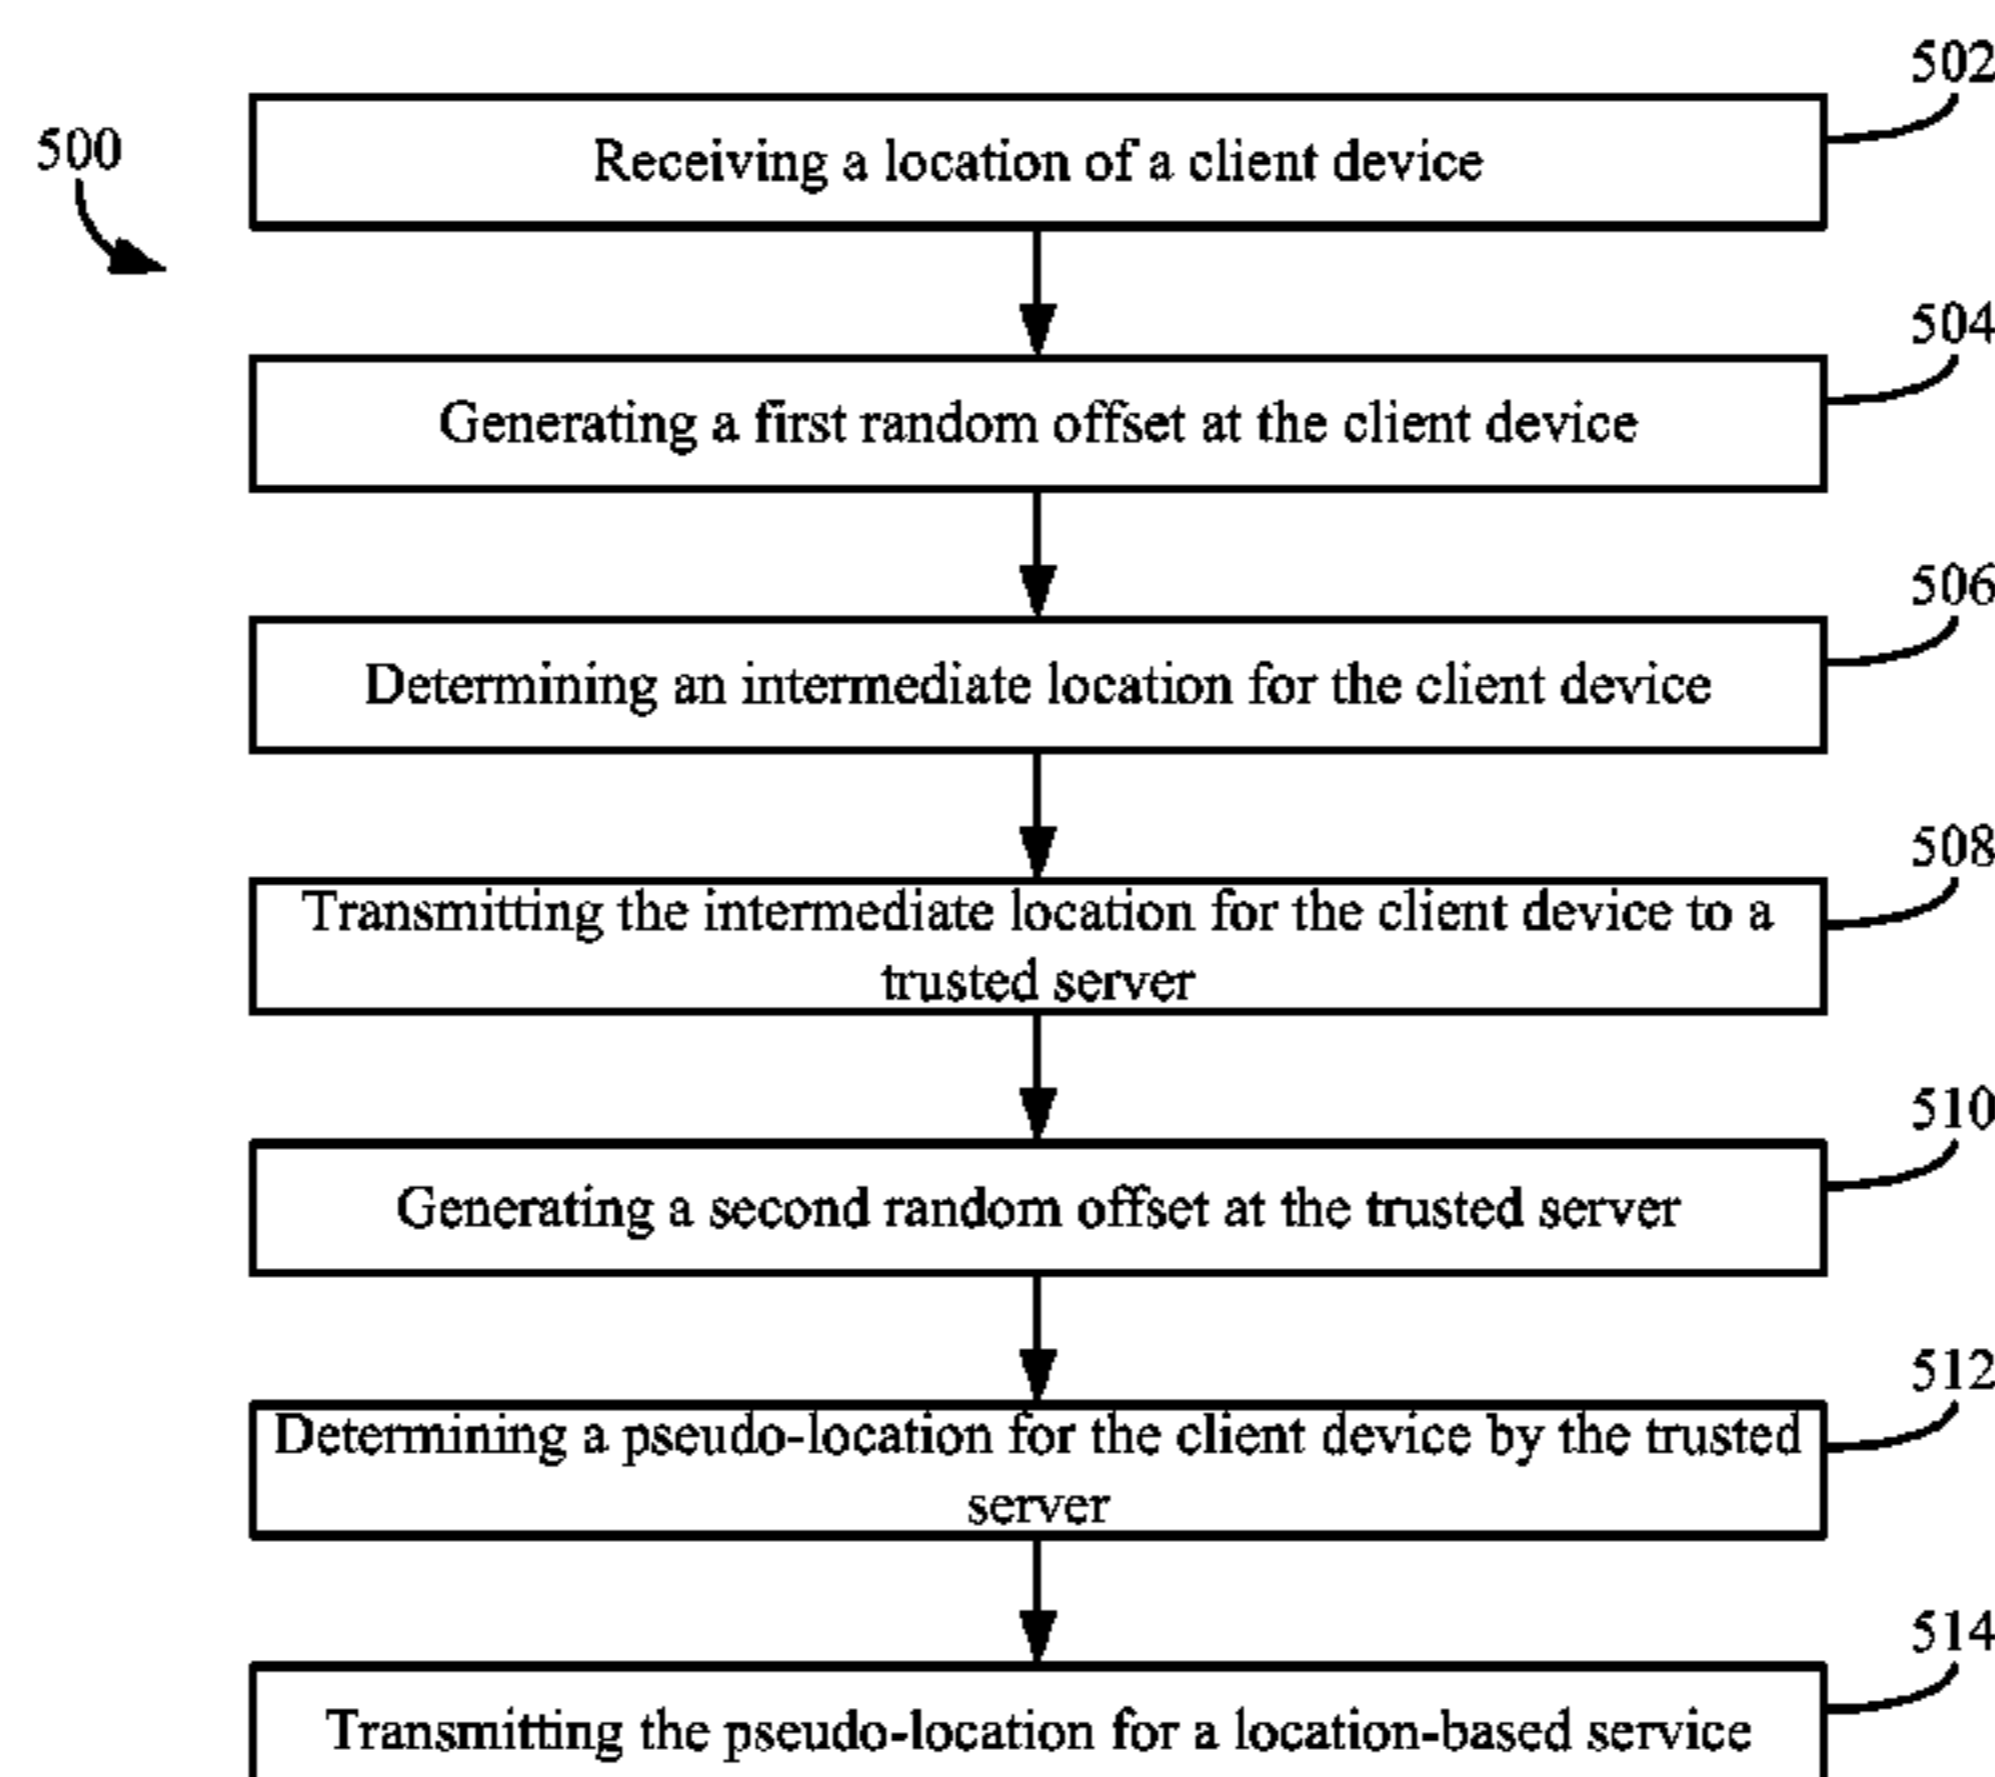 502
500
Receiving a location of a client device
504
Generating a first random offset at the client device
506
Determining an intermediate location for the client device
508
Transmitting the intermediate location for the client device to a
trusted server
510
Generating a second random offset at the trusted server
512
Determining a pseudo-location for the client device by the trusted
server
514
Transmitting the pseudo-location for a location-based service